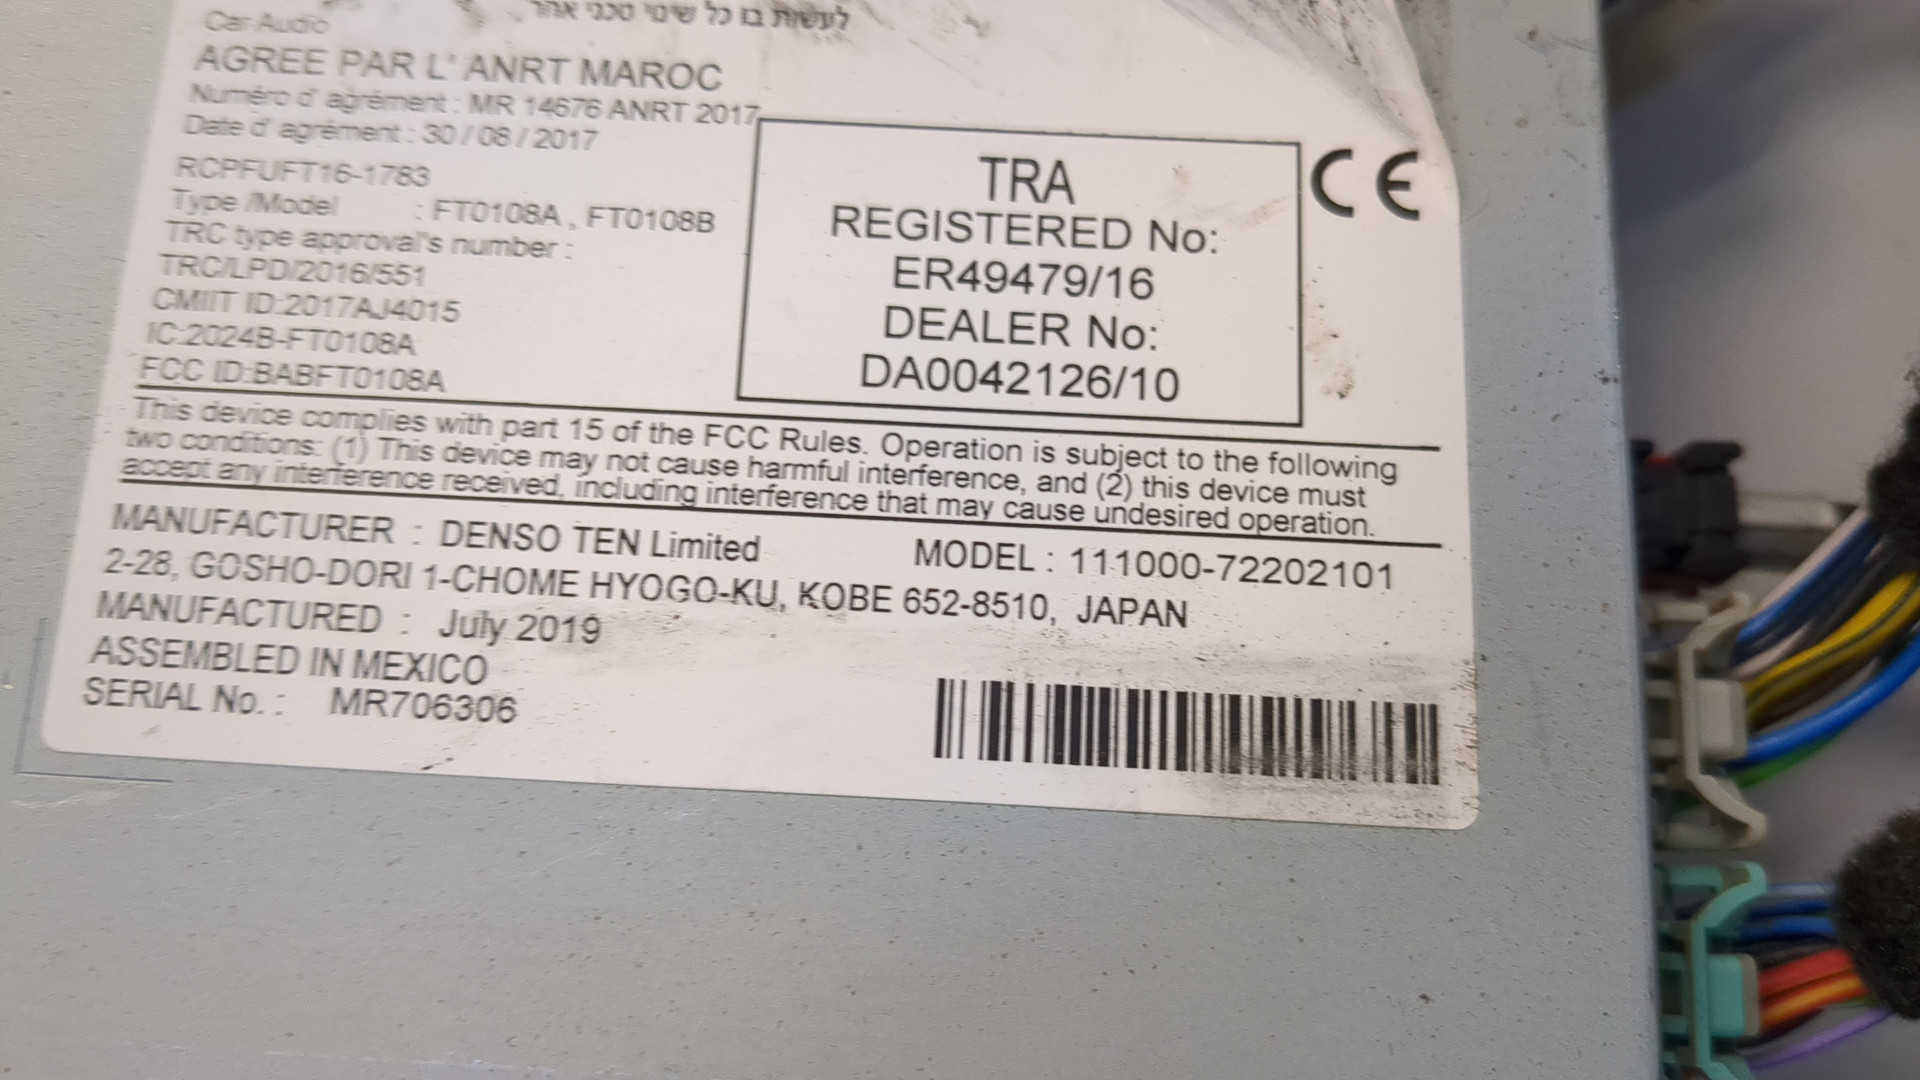 לעשות בו כל שינוי טכני אחר
Car Audio
AGREE PAR L' ANRT MAROC
Numéro d' agrément : MR 14676 ANRT 2017
Date d' agrément : 30 / 08 / 2017
RCPFUFT16-1783
Type /Model : FT0108A , FT0108B
TRC type approval's number :
TRC/LPD/2016/551
CMIIT ID:2017AJ4015
IC:2024B-FT0108A
FCC ID:BABFT0108A
TRA
REGISTERED No:
ER49479/16
DEALER No:
DA0042126/10
CE
This device complies with part 15 of the FCC Rules. Operation is subject to the following
two conditions: (1) This device may not cause harmful interference, and (2) this device must
accept any interference received, including interference that may cause undesired operation.
MANUFACTURER : DENSO TEN Limited MODEL : 111000-72202101
2-28, GOSHO-DORI 1-CHOME HYOGO-KU, KOBE 652-8510, JAPAN
MANUFACTURED : July 2019
ASSEMBLED IN MEXICO
SERIAL No. : MR706306